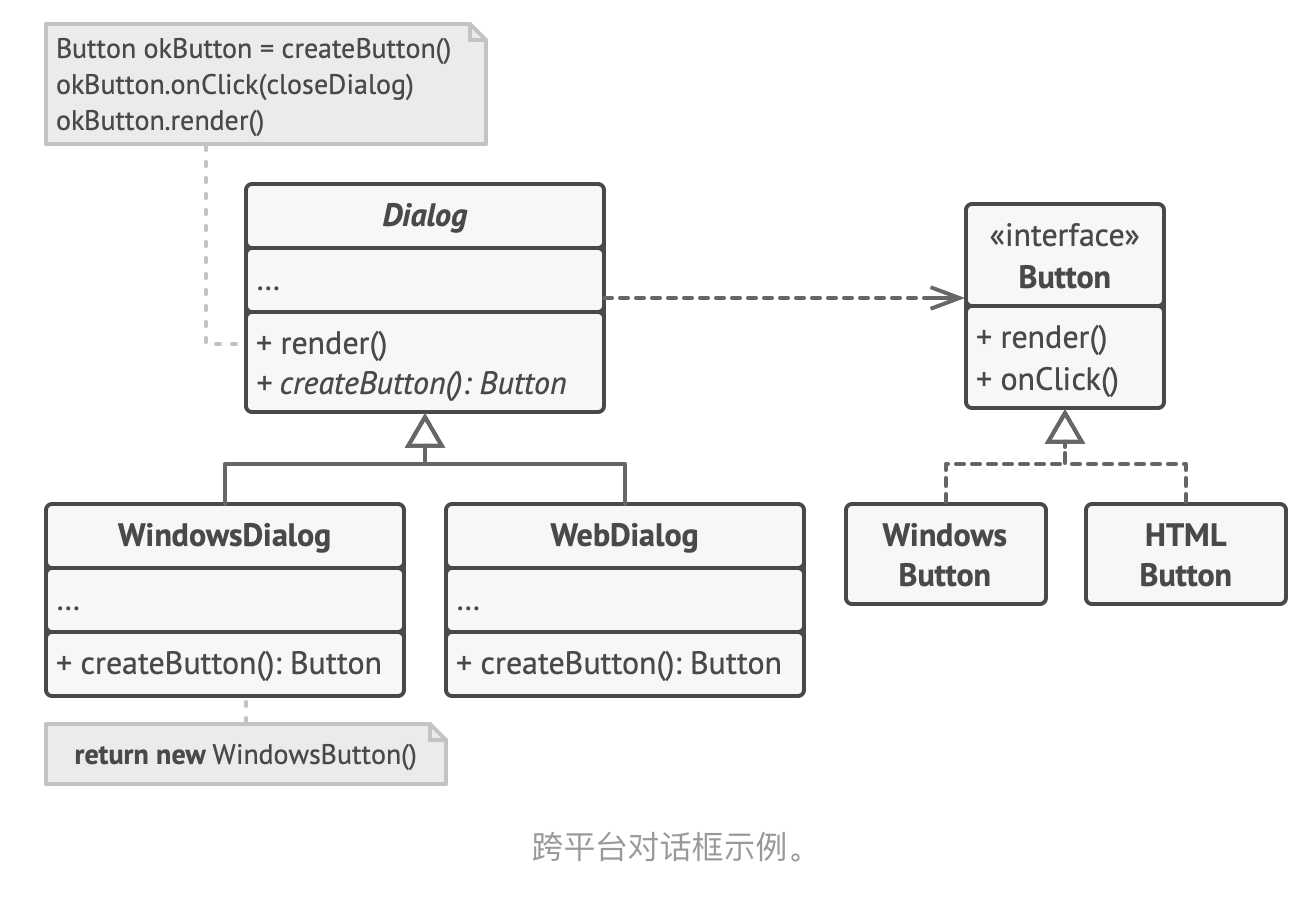 Button okButton = createButton()
okButton.onClick(closeDialog)
okButton.render()
Dialog
...
+ render()
+ createButton(): Button
«interface»
Button
+ render()
+ onClick()
WindowsDialog
...
+ createButton(): Button
WebDialog
...
+ createButton(): Button
Windows
Button
HTML
Button
return new WindowsButton()
跨平台对话框示例。